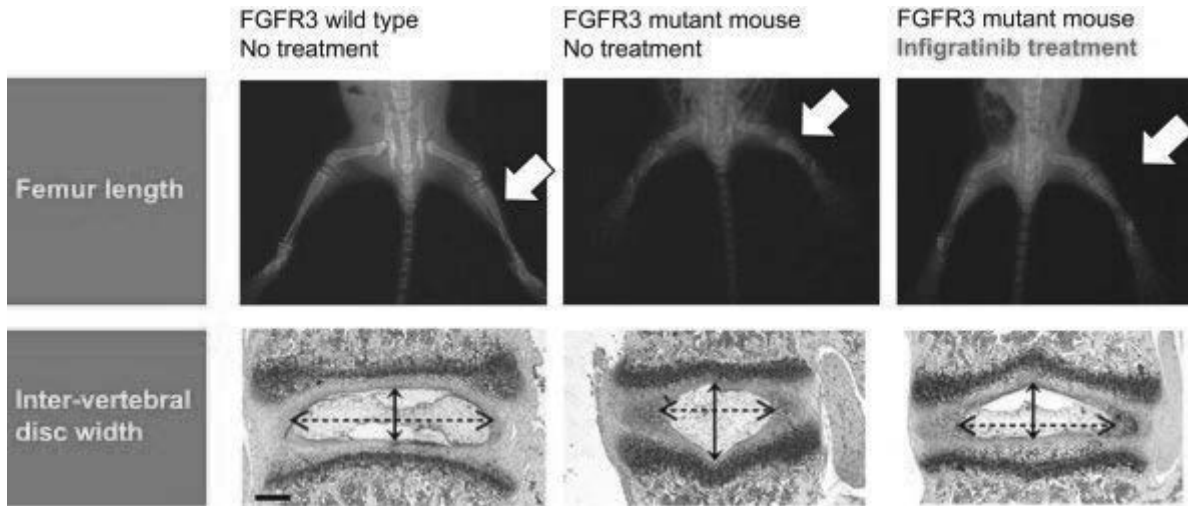 FGFR3 wild type
No treatment
FGFR3 mutant mouse
No treatment
FGFR3 mutant mouse
Infigratinib treatment
Femur length
Inter-vertebral
disc width